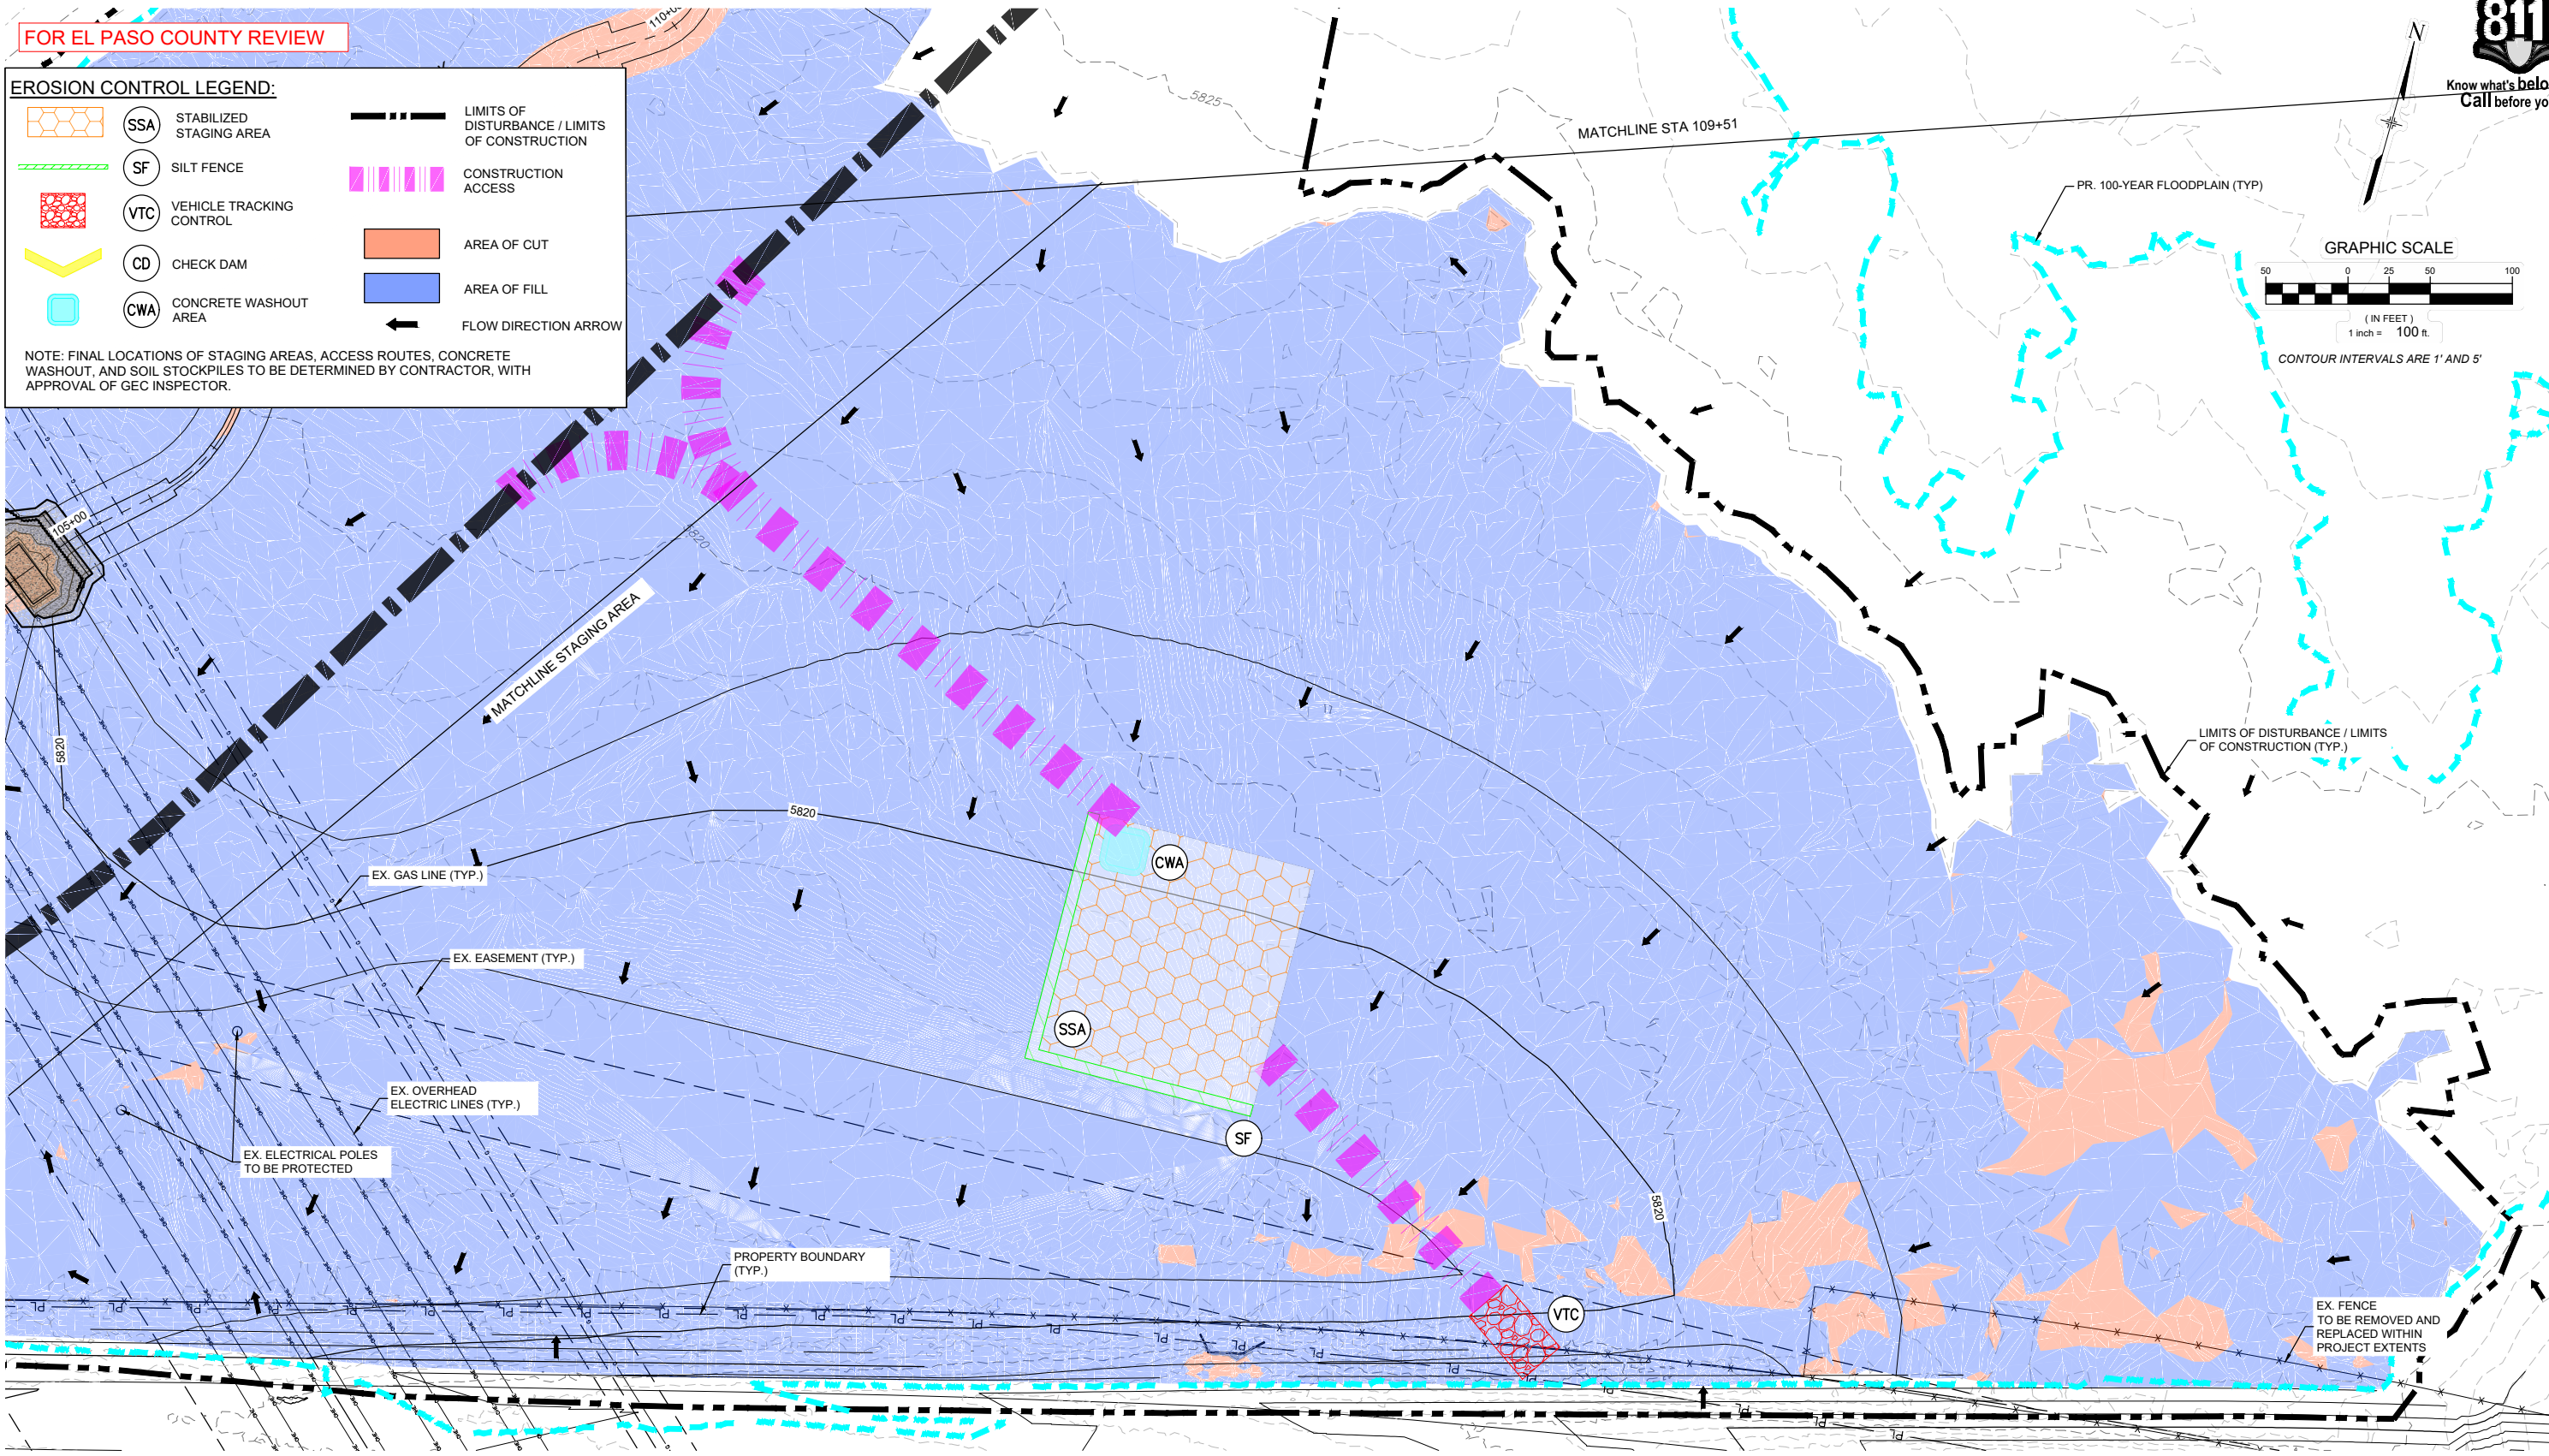 FOR EL PASO COUNTY REVIEW
EROSION CONTROL LEGEND:
SSA
STABILIZED
STAGING AREA
SF
SILT FENCE
VTC
VEHICLE TRACKING
CONTROL
CD
CHECK DAM
CWA
CONCRETE WASHOUT
AREA
LIMITS OF
DISTURBANCE / LIMITS
OF CONSTRUCTION
CONSTRUCTION
ACCESS
AREA OF CUT
AREA OF FILL
FLOW DIRECTION ARROW
NOTE: FINAL LOCATIONS OF STAGING AREAS, ACCESS ROUTES, CONCRETE
WASHOUT, AND SOIL STOCKPILES TO BE DETERMINED BY CONTRACTOR, WITH
APPROVAL OF GEC INSPECTOR.
5825
MATCHLINE STA 109+51
N
811
Know what's
Call before
PR. 100-YEAR FLOODPLAIN (TYP)
GRAPHIC SCALE
50 0 25 50 100
( IN FEET )
1 inch = 100 ft.
CONTOUR INTERVALS ARE 1' AND 5'
105+00
5820
MATCHLINE STAGING AREA
5820
LIMITS OF DISTURBANCE / LIMITS
OF CONSTRUCTION (TYP.)
5820
CWA
EX. GAS LINE (TYP.)
EX. EASEMENT (TYP.)
SSA
EX. OVERHEAD
ELECTRIC LINES (TYP.)
SF
EX. ELECTRICAL POLES
TO BE PROTECTED
5820
PROPERTY BOUNDARY
(TYP.)
VTC
EX. FENCE
TO BE REMOVED AND
REPLACED WITHIN
PROJECT EXTENTS